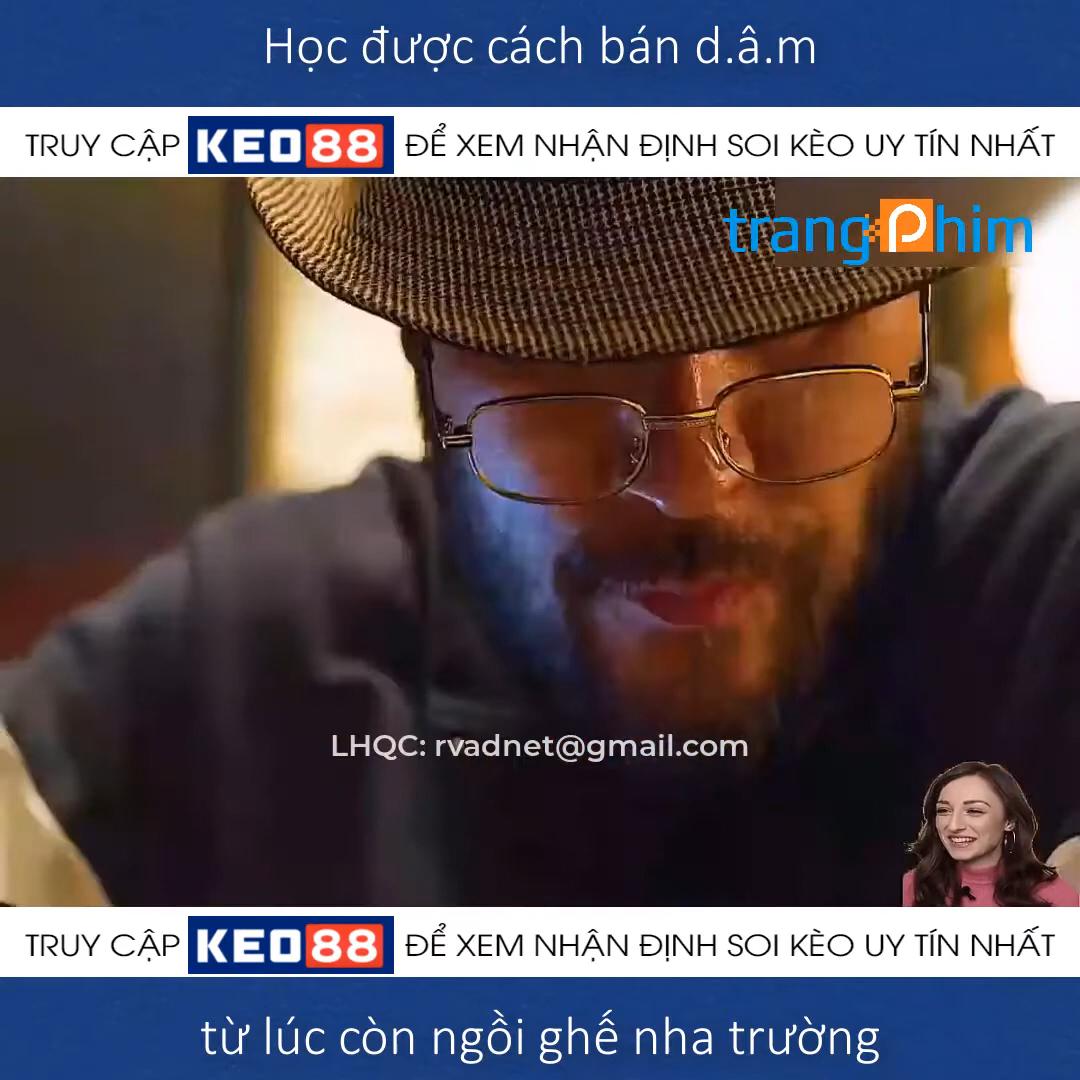 Học được cách bán d.â.m
TRUY CẬP KEO88 ĐỂ XEM NHẬN ĐỊNH SOI KÈO UY TÍN NHẤT
trangPhim
LHQC: rvadnet@gmail.com
TRUY CẬP KEO88 ĐỂ XEM NHẬN ĐỊNH SOI KÈO UY TÍN NHẤT
từ lúc còn ngồi ghế nha trường